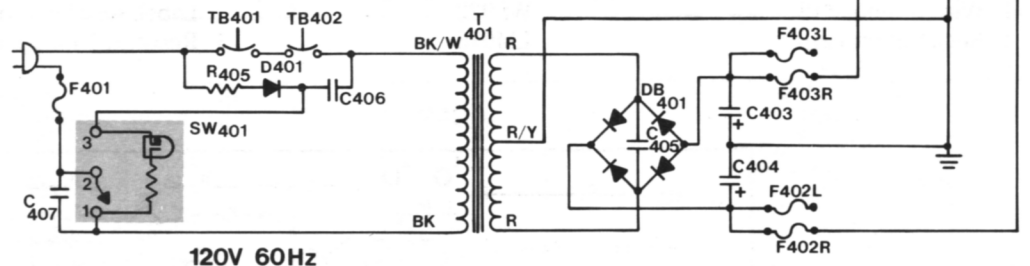 TB401
TB402
T
401
BK/W
R
F403L
F401
R405
D401
C406
F403R
DB
401
C403
SW401
3
R/Y
C
405
2
C404
C
407
1
F402L
BK
R
F402R
120V 60Hz